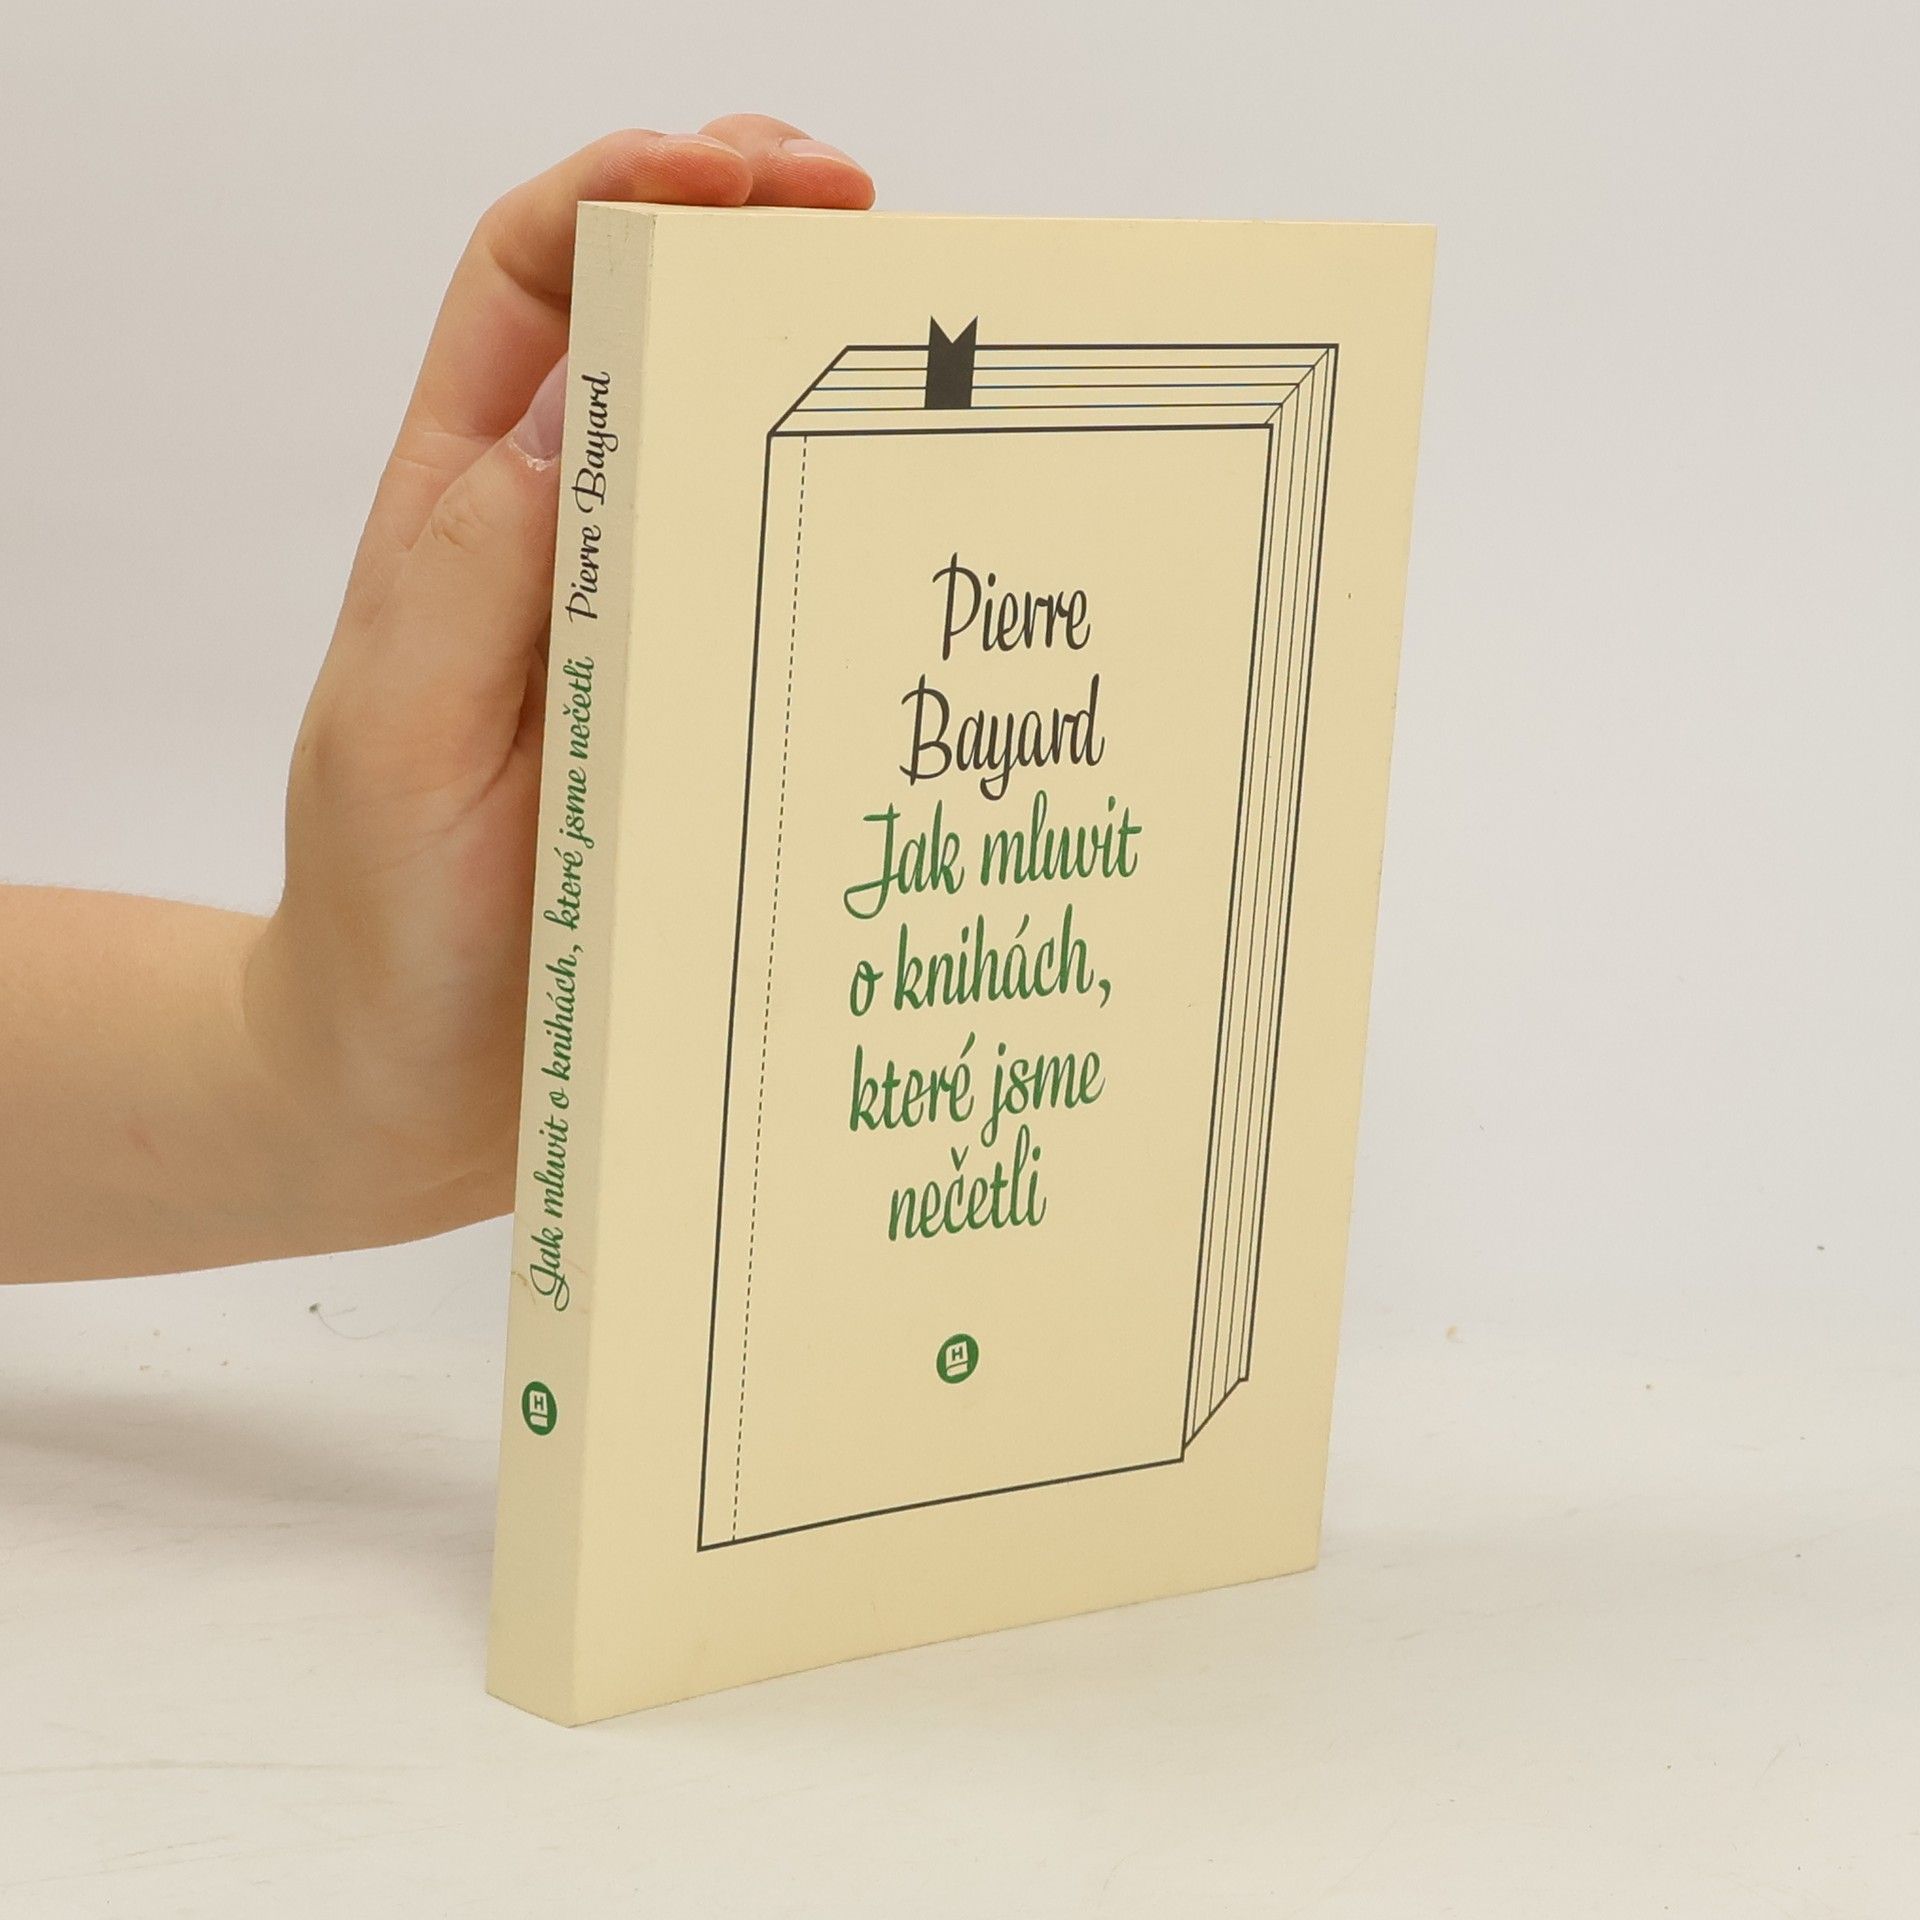 Jak mluvit o knihách, které jsme nečetli Pierre Bayard
H
Pierre
Bayard
Jak mluvit
o knihách,
které jsme
nečetli
H